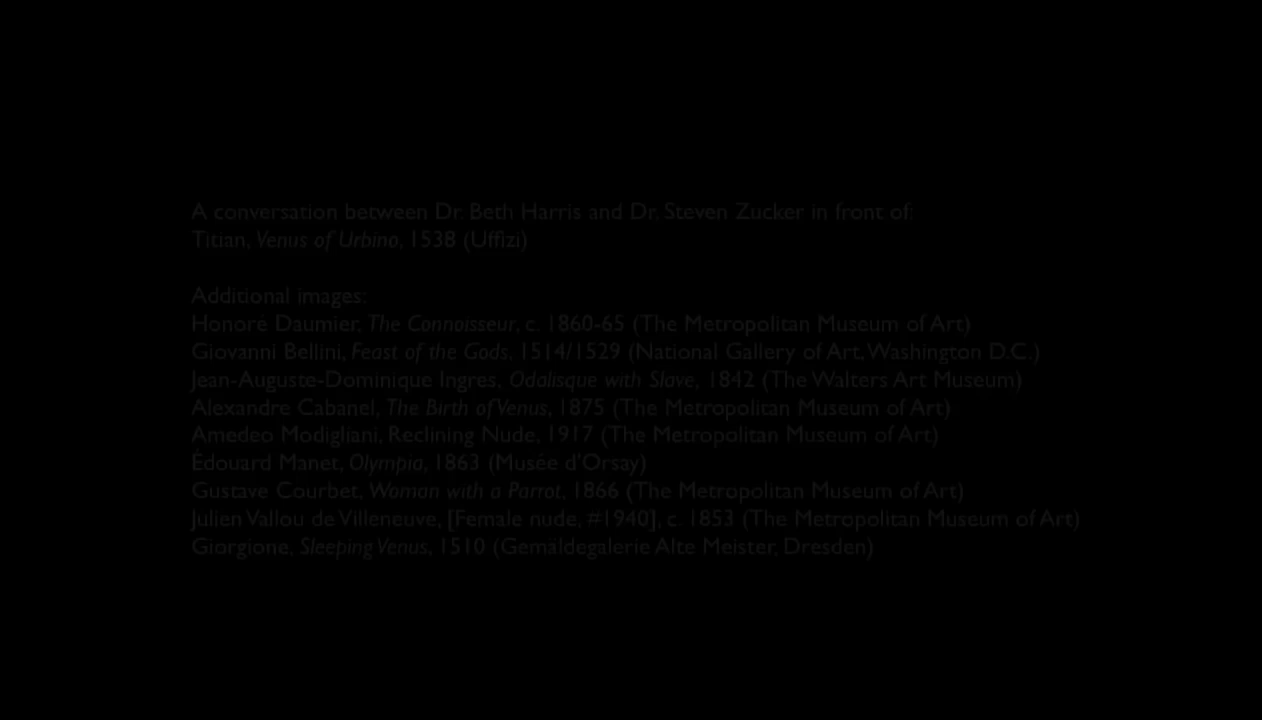 A conversation between Dr. Beth Harris and Dr. Steven Zucker in front of:
Titian, Venus of Urbino, 1538 (Uffizi)
Additional images:
Honoré Daumier, The Connoisseur, c. 1860-65 (The Metropolitan Museum of Art)
Giovanni Bellini, Feast of the Gods, 1514/1529 (National Gallery of Art, Washington D.C.)
Jean-Auguste-Dominique Ingres, Odalisque with Slave, 1842 (The Walters Art Museum)
Alexandre Cabanel, The Birth of Venus, 1875 (The Metropolitan Museum of Art)
Amedeo Modigliani, Reclining Nude, 1917 (The Metropolitan Museum of Art)
Édouard Manet, Olympia, 1863 (Musée d'Orsay)
Gustave Courbet, Woman with a Parrot, 1866 (The Metropolitan Museum of Art)
Julien Vallou de Villeneuve, [Female nude, #1940], c. 1853 (The Metropolitan Museum of Art)
Giorgione, Sleeping Venus, 1510 (Gemäldegalerie Alte Meister, Dresden)